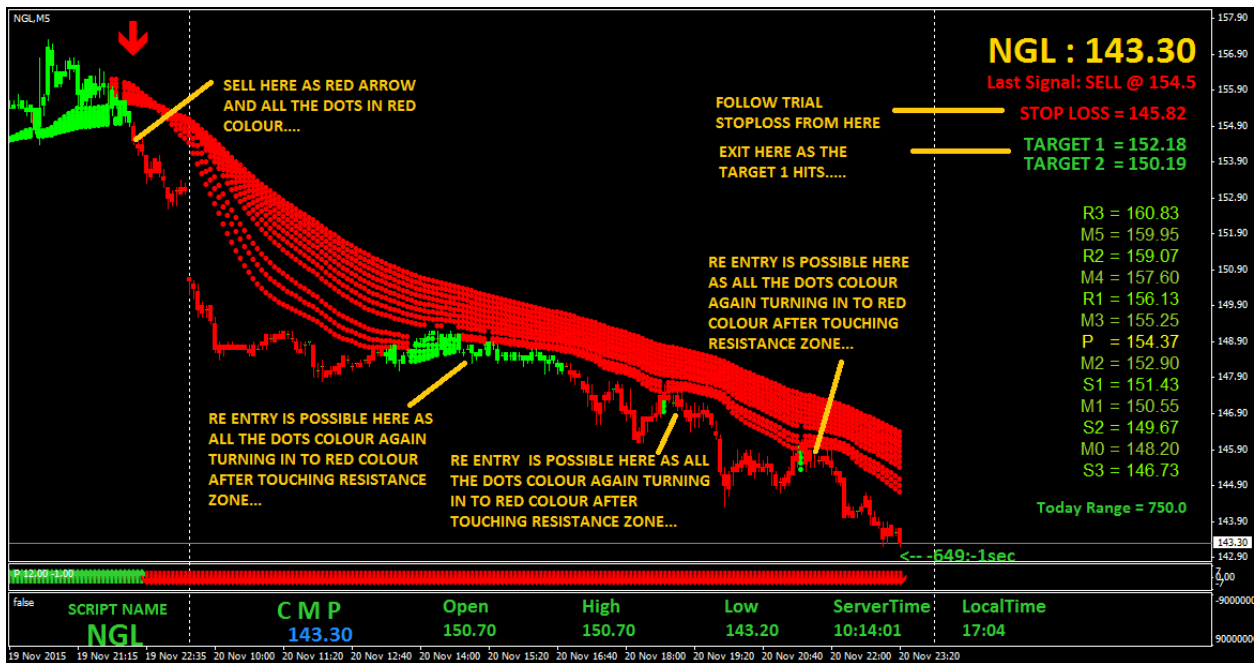 NGL,M5
NGL : 143.30
Last Signal: SELL @ 154.5
STOP LOSS = 145.82
TARGET 1 = 152.18
TARGET 2 = 150.19
SELL HERE AS RED ARROW
AND ALL THE DOTS IN RED
COLOUR....
FOLLOW TRIAL
STOPLOSS FROM HERE
EXIT HERE AS THE
TARGET 1 HITS.....
RE ENTRY IS POSSIBLE HERE
AS ALL THE DOTS COLOUR
AGAIN TURNING IN TO RED
COLOUR AFTER TOUCHING
RESISTANCE ZONE...
RE ENTRY IS POSSIBLE HERE AS
ALL THE DOTS COLOUR AGAIN
TURNING IN TO RED COLOUR
AFTER TOUCHING RESISTANCE
ZONE...
RE ENTRY IS POSSIBLE HERE AS ALL
THE DOTS COLOUR AGAIN TURNING
IN TO RED COLOUR AFTER
TOUCHING RESISTANCE ZONE...
R3 = 160.83
M5 = 159.95
R2 = 159.07
M4 = 157.60
R1 = 156.13
M3 = 155.25
P = 154.37
M2 = 152.90
S1 = 151.43
M1 = 150.55
S2 = 149.67
M0 = 148.20
S3 = 146.73
Today Range = 750.0
<-- -649:-1sec
157.90
156.90
155.90
154.90
153.90
152.90
151.90
150.90
149.90
148.90
147.90
146.90
145.90
144.90
143.90
143.30
142.90
P 12.00 -1.00
7
0.00
-7
false
SCRIPT NAME
NGL
C M P
143.30
Open
150.70
High
150.70
Low
143.20
ServerTime
10:14:01
LocalTime
17:04
-9000000
90000000
19 Nov 2015 19 Nov 21:15 19 Nov 22:35 20 Nov 10:00 20 Nov 11:20 20 Nov 12:40 20 Nov 14:00 20 Nov 15:20 20 Nov 16:40 20 Nov 18:00 20 Nov 19:20 20 Nov 20:40 20 Nov 22:00 20 Nov 23:20